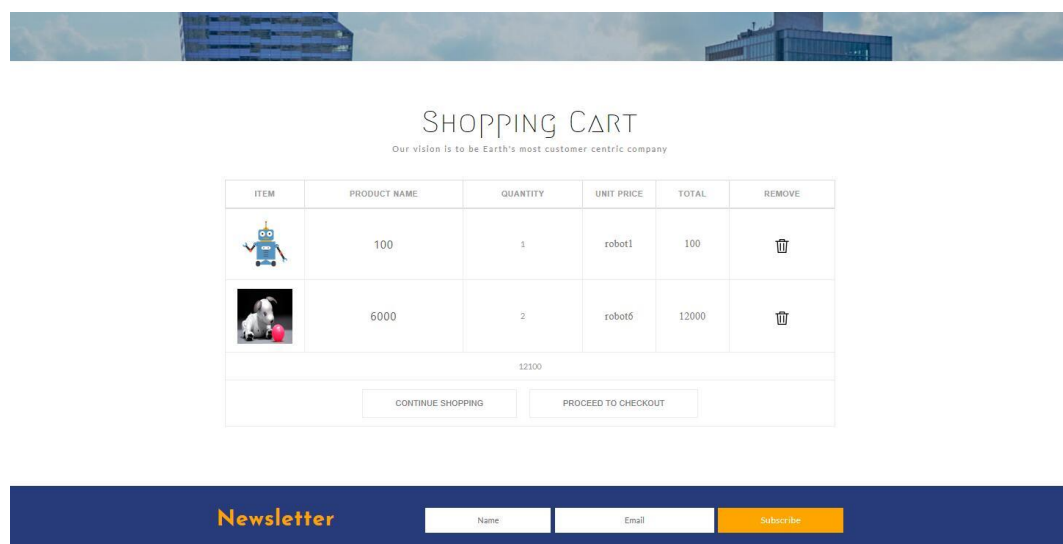 Shopping Cart
Our vision is to be Earth's most customer centric company
ITEM PRODUCT NAME QUANTITY UNIT PRICE TOTAL REMOVE
100 1 robot1 100
6000 2 robot6 12000
12100
CONTINUE SHOPPING PROCEED TO CHECKOUT
Newsletter Name Email Subscribe